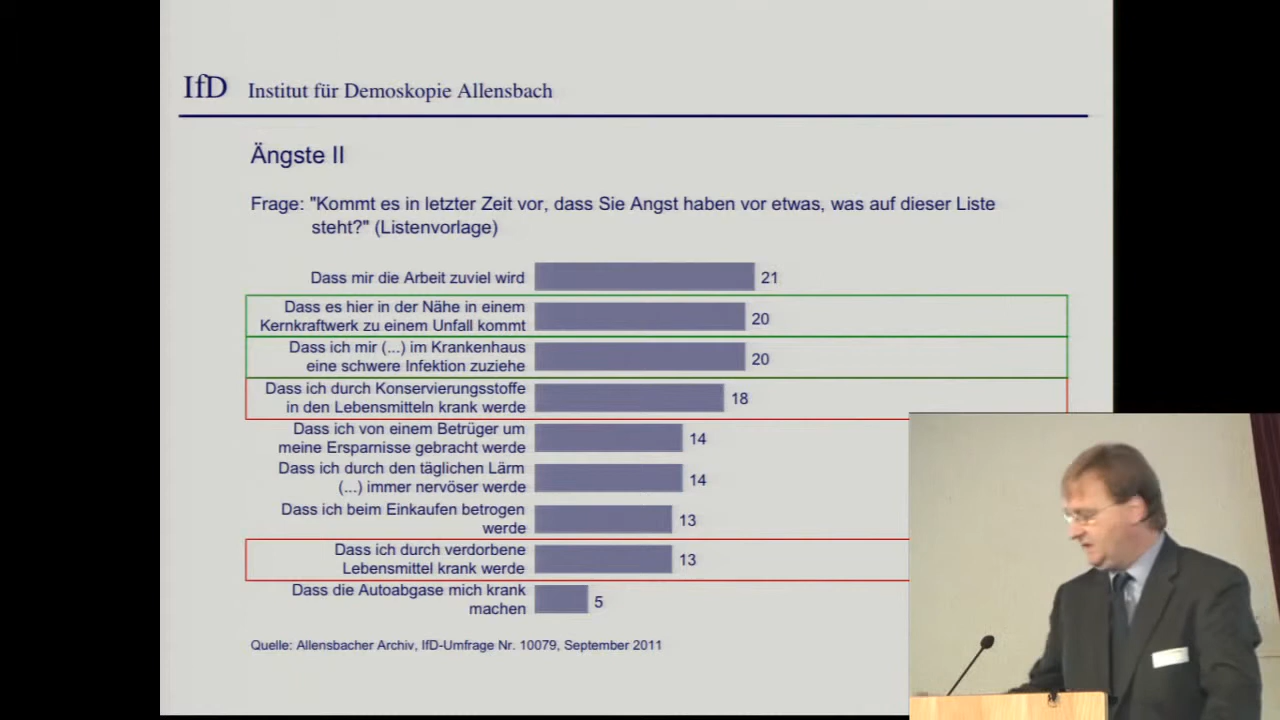 IfD Institut für Demoskopie Allensbach
Ängste II
Frage: "Kommt es in letzter Zeit vor, dass Sie Angst haben vor etwas, was auf dieser Liste
steht?" (Listenvorlage)
Dass mir die Arbeit zuviel wird 21
Dass es hier in der Nähe in einem
Kernkraftwerk zu einem Unfall kommt 20
Dass ich mir (...) im Krankenhaus
eine schwere Infektion zuziehe 20
Dass ich durch Konservierungsstoffe
in den Lebensmitteln krank werde 18
Dass ich von einem Betrüger um
meine Ersparnisse gebracht werde 14
Dass ich durch den täglichen Lärm
(...) immer nervöser werde 14
Dass ich beim Einkaufen betrogen
werde 13
Dass ich durch verdorbene
Lebensmittel krank werde 13
Dass die Autoabgase mich krank
machen 5
Quelle: Allensbacher Archiv, IfD-Umfrage Nr. 10079, September 2011